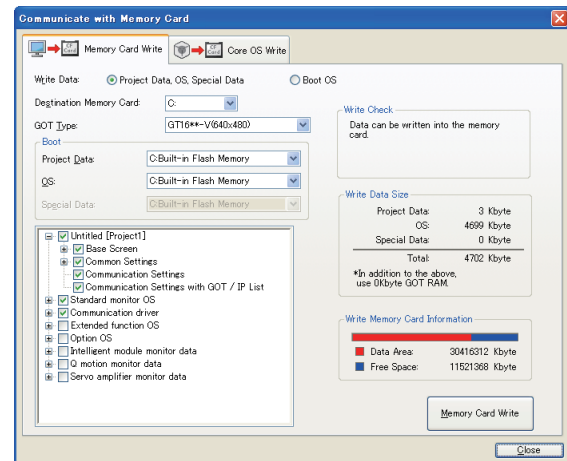 Communicate with Memory Card
CF Card Memory Card Write
CF Card Core OS Write
Write Data: Project Data, OS, Special Data Boot OS
Destination Memory Card: C:
GOT Type: GT16**-V(640x480)
Boot
Project Data: C:Built-in Flash Memory
OS: C:Built-in Flash Memory
Special Data: C:Built-in Flash Memory
Untitled [Project1]
Base Screen
Common Settings
Communication Settings
Communication Settings with GOT / IP List
Standard monitor OS
Communication driver
Extended function OS
Option OS
Intelligent module monitor data
Q motion monitor data
Servo amplifier monitor data
Write Check
Data can be written into the memory
card.
Write Data Size
Project Data: 3 Kbyte
OS: 4699 Kbyte
Special Data: 0 Kbyte
Total: 4702 Kbyte
*In addition to the above,
use 0Kbyte GOT RAM.
Write Memory Card Information
Data Area: 30416312 Kbyte
Free Space: 11521368 Kbyte
Memory Card Write
Close